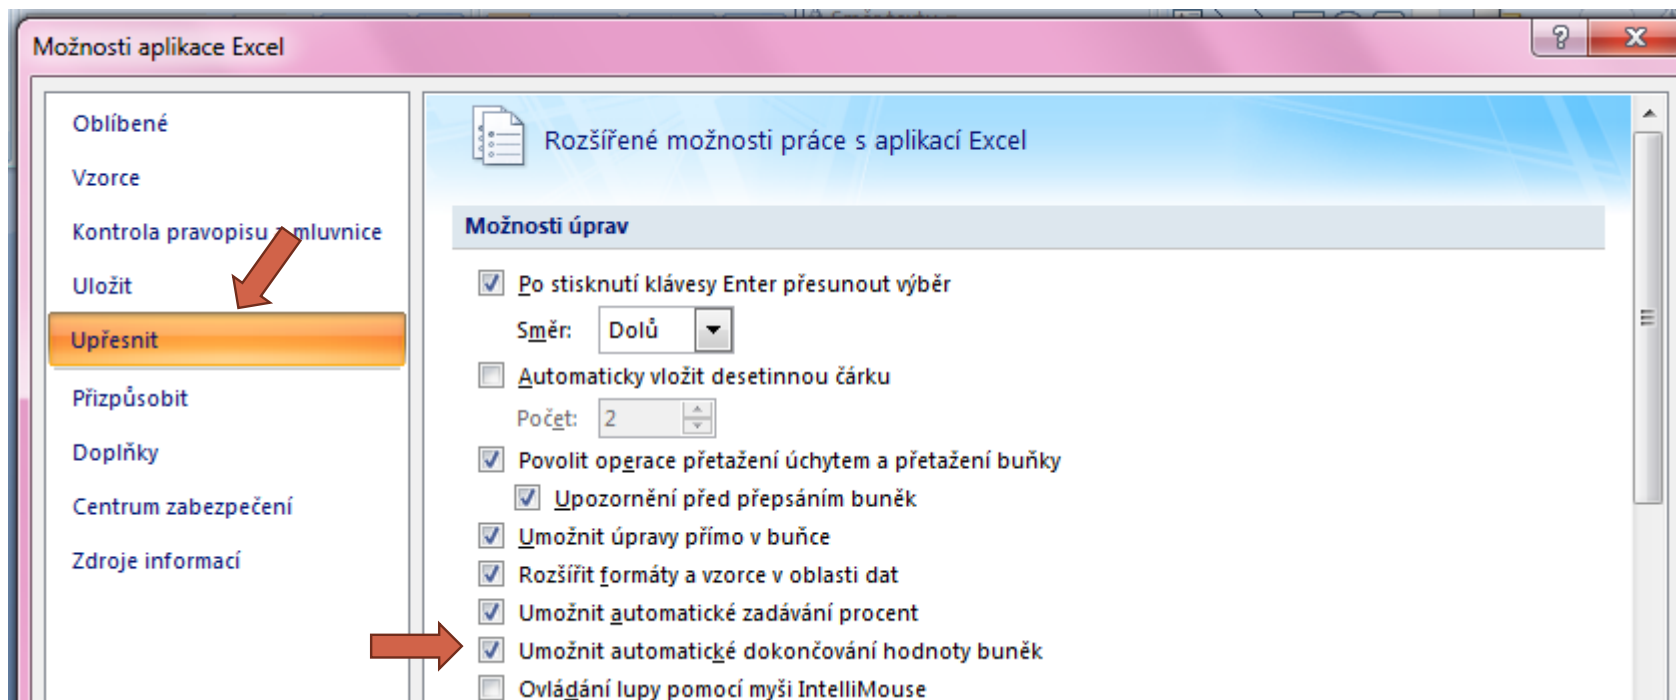 Možnosti aplikace Excel
Oblíbené
Vzorce
Kontrola pravopisu a mluvnice
Uložit
Upřesnit
Přizpůsobit
Doplňky
Centrum zabezpečení
Zdroje informací
Rozšířené možnosti práce s aplikací Excel
Možnosti úprav
Po stisknutí klávesy Enter přesunout výběr
Směr: Dolů
Automaticky vložit desetinnou čárku
Počet: 2
Povolit operace přetažení úchytem a přetažení buňky
Upozornění před přepsáním buněk
Umožnit úpravy přímo v buňce
Rozšířit formáty a vzorce v oblasti dat
Umožnit automatické zadávání procent
Umožnit automatické dokončování hodnoty buněk
Ovládání lupy pomocí myši IntelliMouse